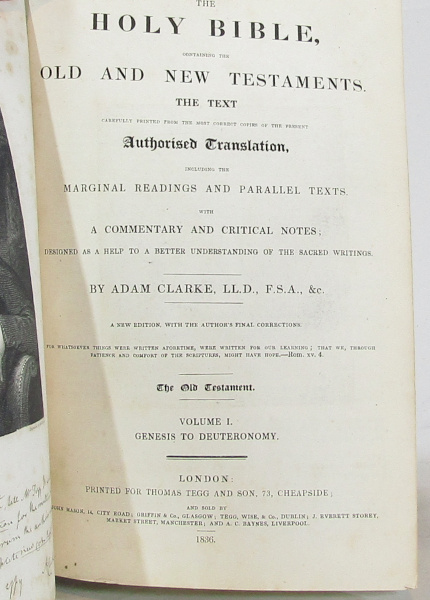 THE
HOLY BIBLE,
CONTAINING THE
OLD AND NEW TESTAMENTS.
THE TEXT
CAREFULLY PRINTED FROM THE MOST CORRECT COPIES OF THE PRESENT
Authorised Translation,
INCLUDING THE
MARGINAL READINGS AND PARALLEL TEXTS.
WITH
A COMMENTARY AND CRITICAL NOTES;
DESIGNED AS A HELP TO A BETTER UNDERSTANDING OF THE SACRED WRITINGS.
BY ADAM CLARKE, LL.D., F.S.A., &c.
A NEW EDITION, WITH THE AUTHOR'S FINAL CORRECTIONS.
FOR WHATSOEVER THINGS WERE WRITTEN AFORETIME, WERE WRITTEN FOR OUR LEARNING; THAT WE, THROUGH
PATIENCE AND COMFORT OF THE SCRIPTURES, MIGHT HAVE HOPE.—Rom. xv. 4.
The Old Testament.
VOLUME I.
GENESIS TO DEUTERONOMY.
LONDON:
PRINTED FOR THOMAS TEGG AND SON, 73, CHEAPSIDE;
AND SOLD BY
JOHN MASON, 14, CITY ROAD; GRIFFIN & Co., GLASGOW; TEGG, WISE, & Co., DUBLIN; J. EVERETT STOREY,
MARKET STREET, MANCHESTER; AND A. C. BAYNES, LIVERPOOL.
1836.